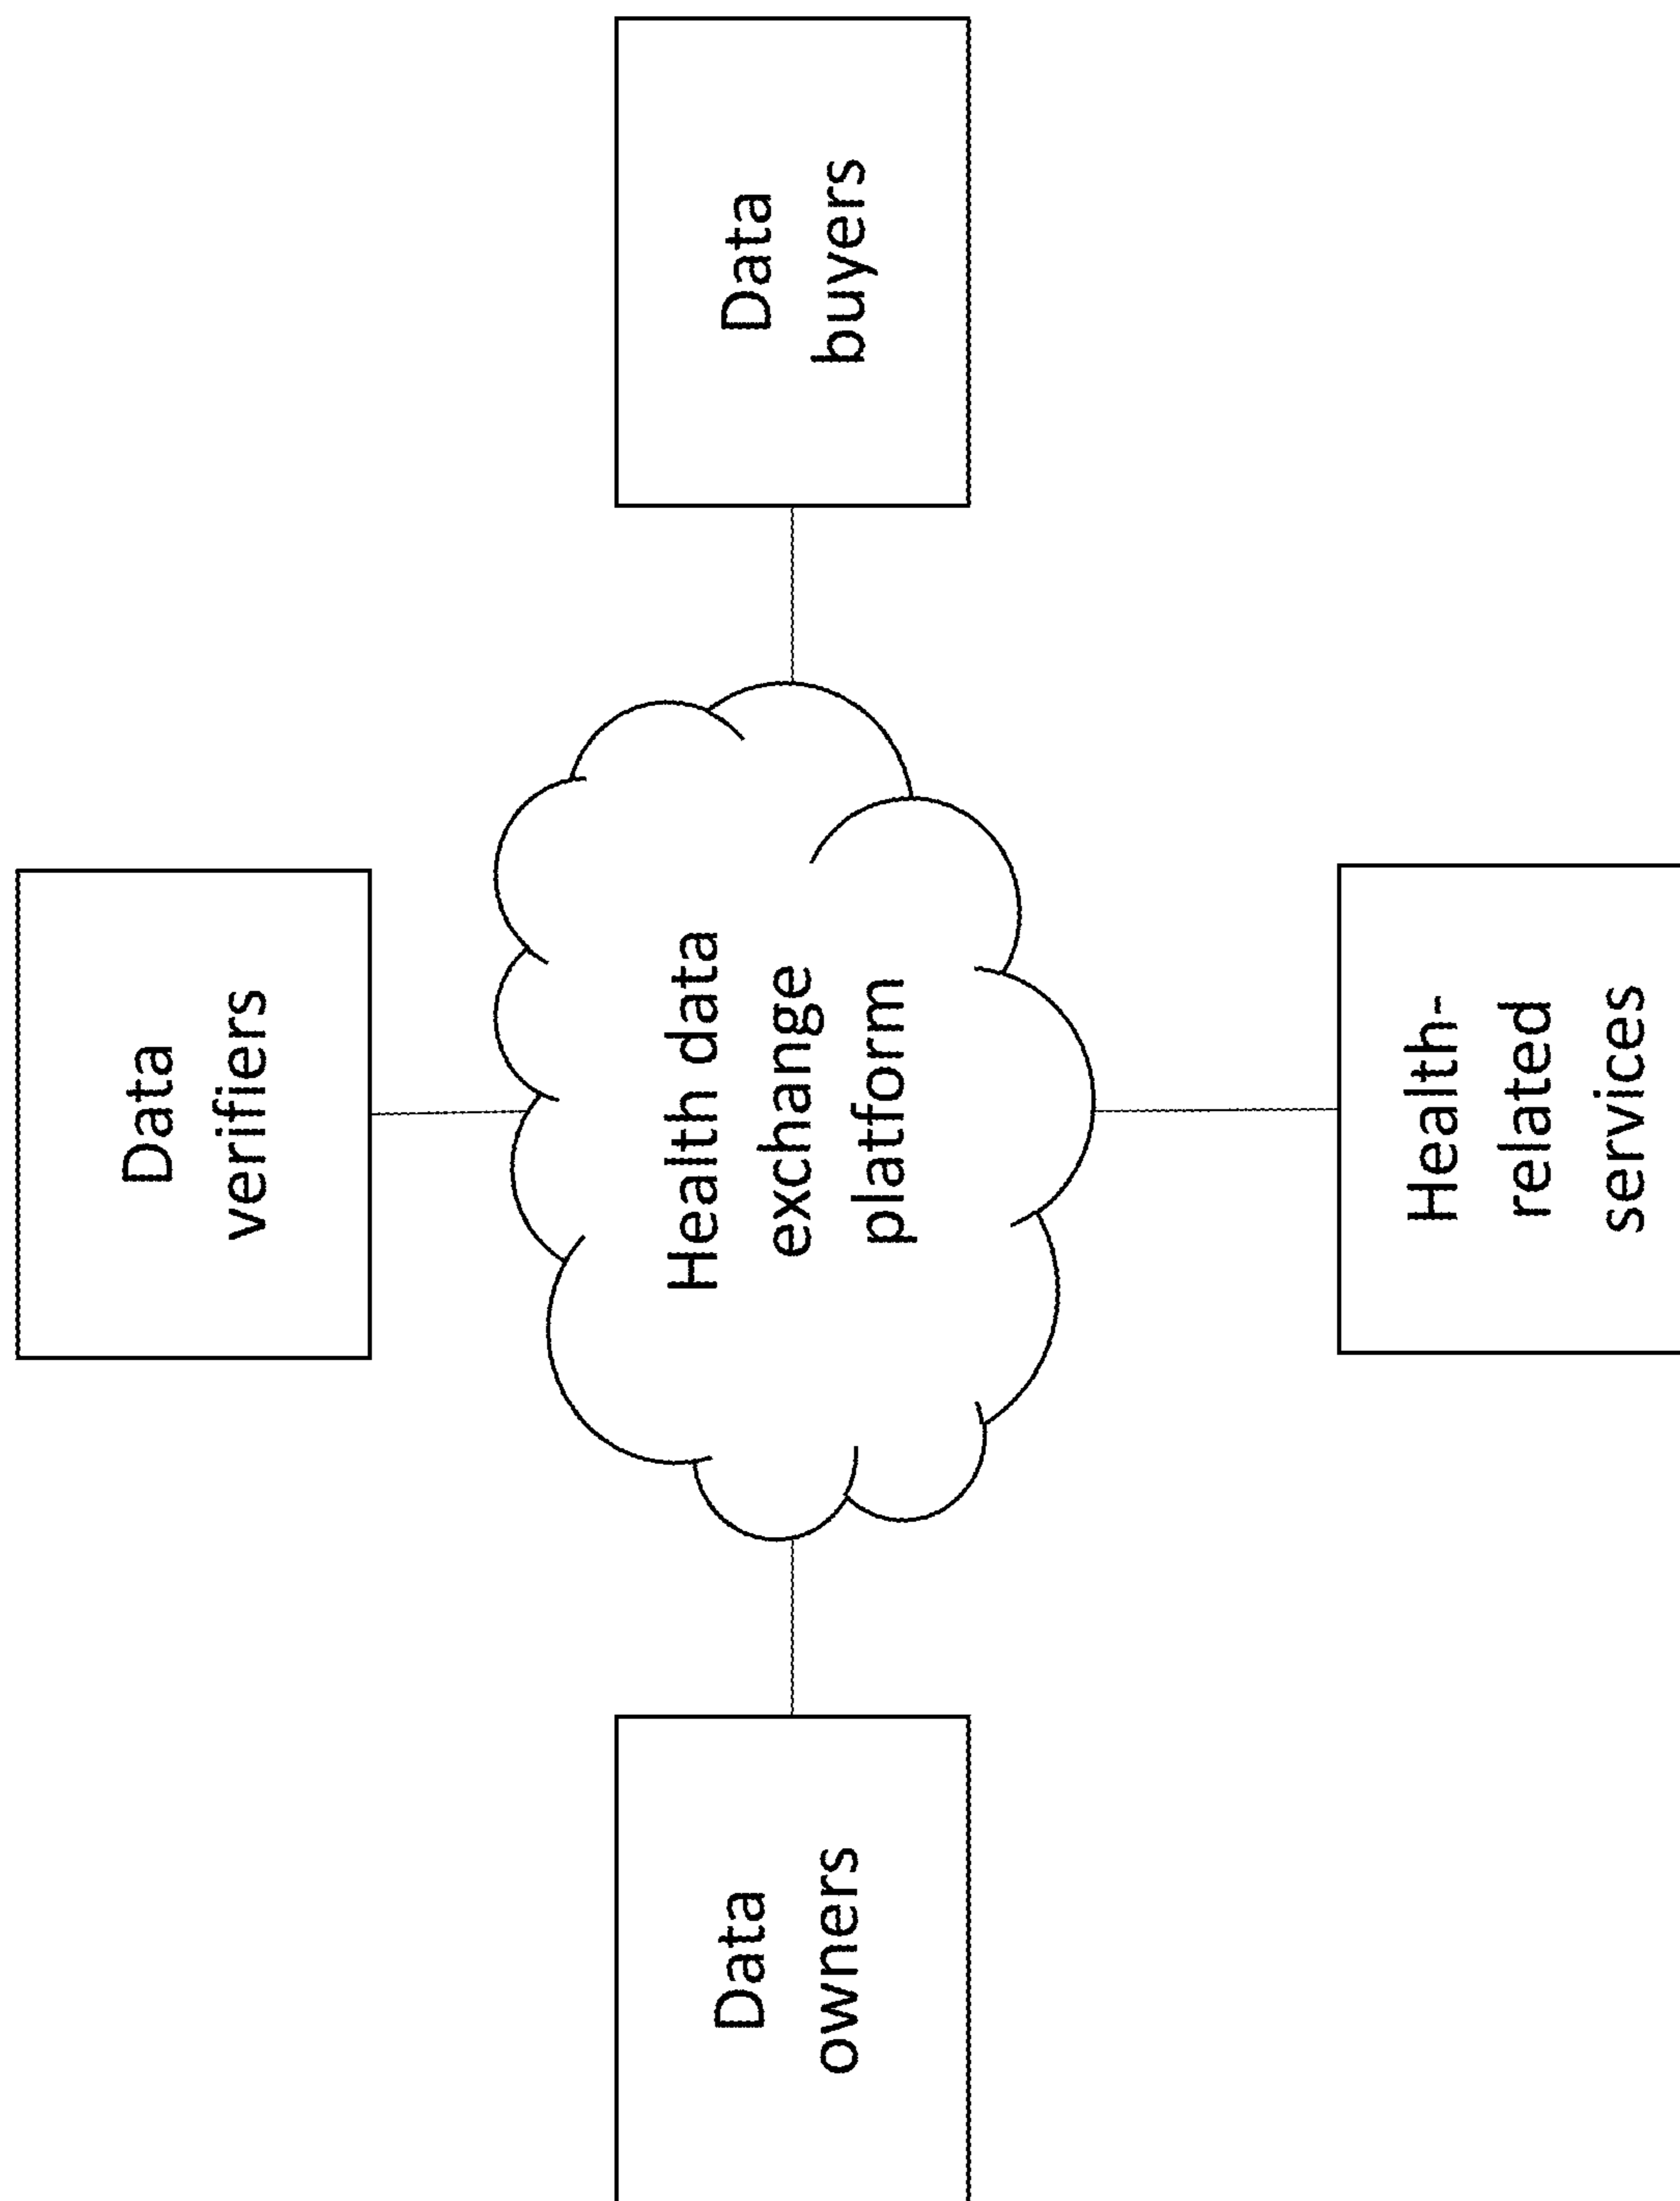 Data
verifiers
Data
owners
Health data
exchange
platform
Data
buyers
Health-
related
services